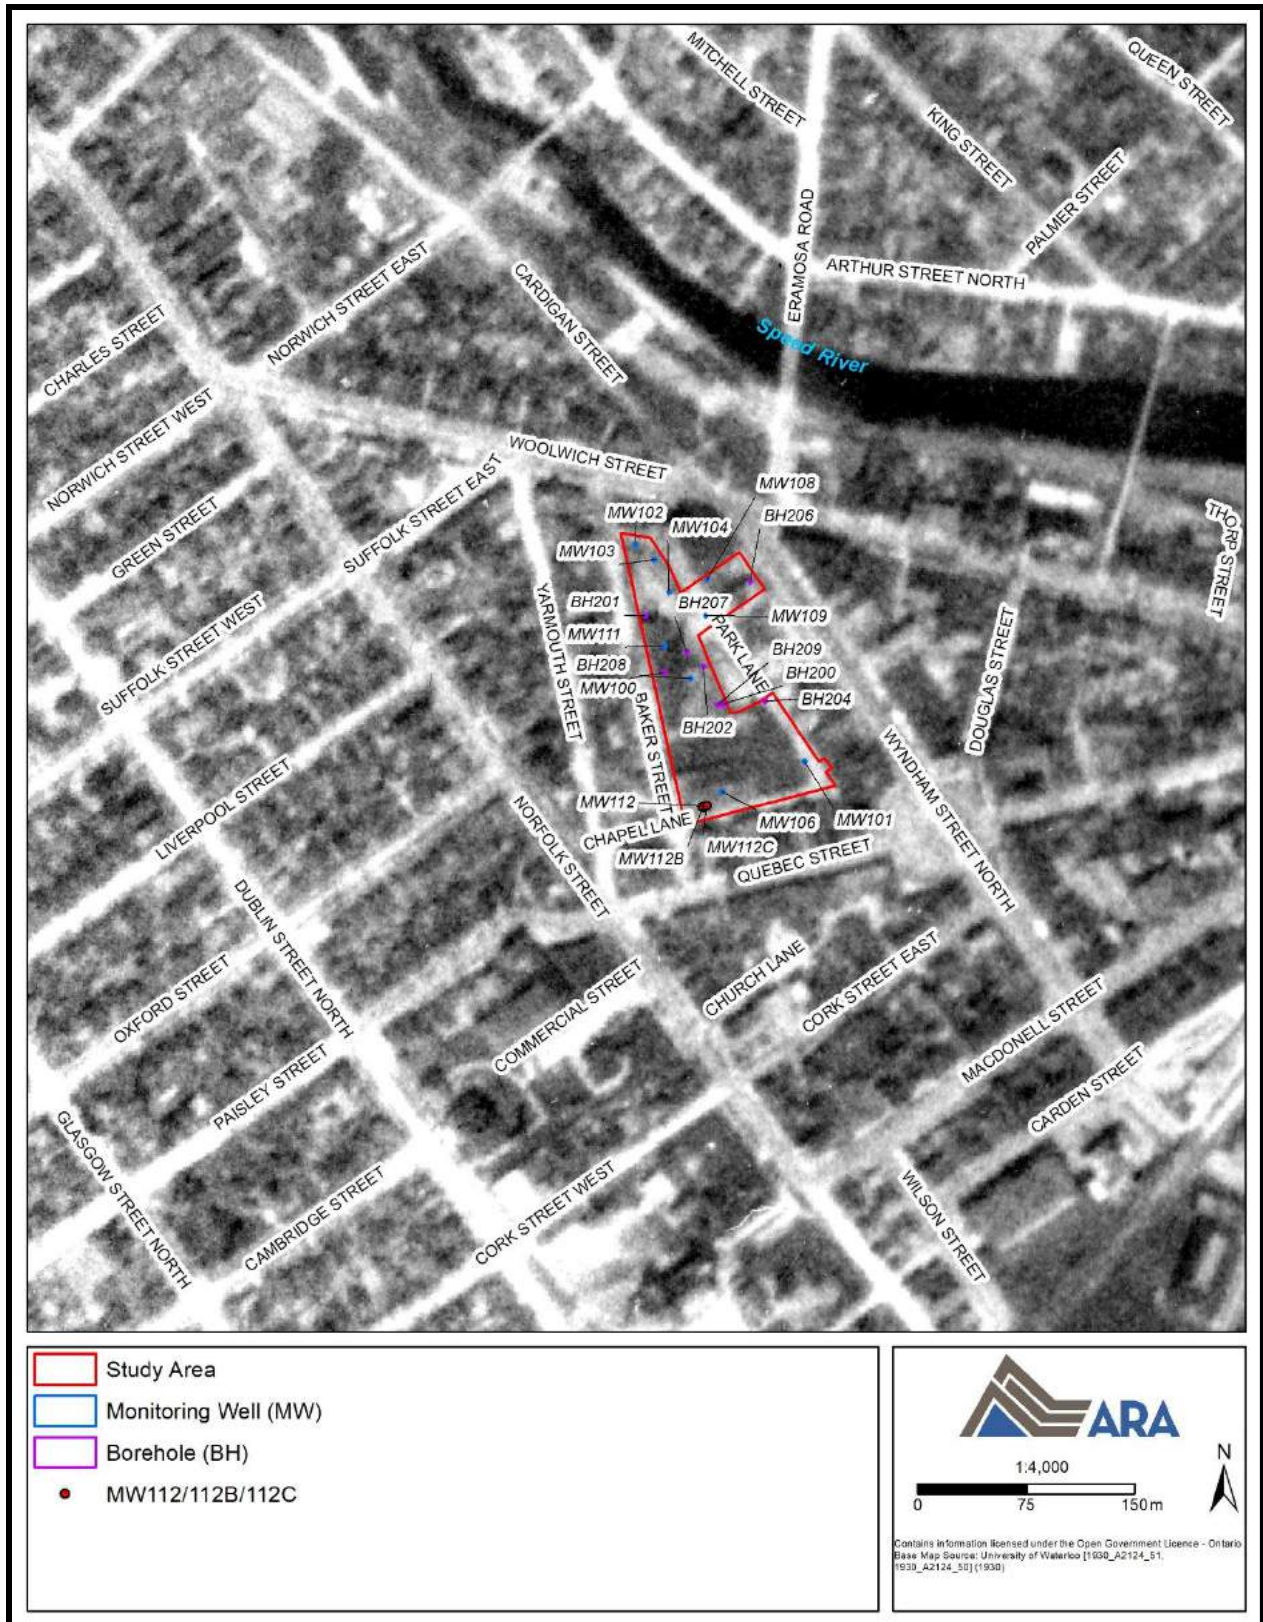 MITCHELL STREET
QUEEN STREET
KING STREET
PALMER STREET
ERAMOSA ROAD
ARTHUR STREET NORTH
NORWICH STREET EAST
CARDIGAN STREET
CHARLES STREET
Speed River
NORWICH STREET WEST
WOOLWICH STREET
GREEN STREET
SUFFOLK STREET EAST
MW108
MW102
MW104
BH206
THORP STREET
MW103
YARMOUTH STREET
BH201
BH207
MW109
PARK LANE
MW111
BH209
BH208
BH200
MW100
BH204
DOUGLAS STREET
SUFFOLK STREET WEST
BAKER STREET
BH202
WYNDHAM STREET NORTH
LIVERPOOL STREET
NORFOLK STREET
MW112
CHAPEL LANE
MW106
MW101
MW112B
MW112C
QUEBEC STREET
DUBLIN STREET NORTH
OXFORD STREET
COMMERCIAL STREET
CHURCH LANE
CORK STREET EAST
MACDONELL STREET
PAISLEY STREET
CARDEN STREET
GLASGOW STREET NORTH
CAMBRIDGE STREET
CORK STREET WEST
WILSON STREET
Study Area
Monitoring Well (MW)
Borehole (BH)
MW112/112B/112C
ARA
N
1:4,000
0 75 150 m
Contains information licensed under the Open Government Licence - Ontario
Base Map Source: University of Waterloo [1930_A2124_51,
1930_A2124_50] (1930)